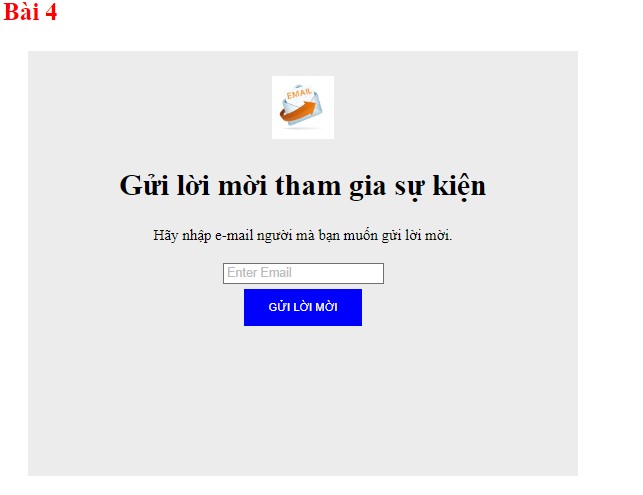 Bài 4
EMAIL
Gửi lời mời tham gia sự kiện
Hãy nhập e-mail người mà bạn muốn gửi lời mời.
Enter Email
GỬI LỜI MỜI